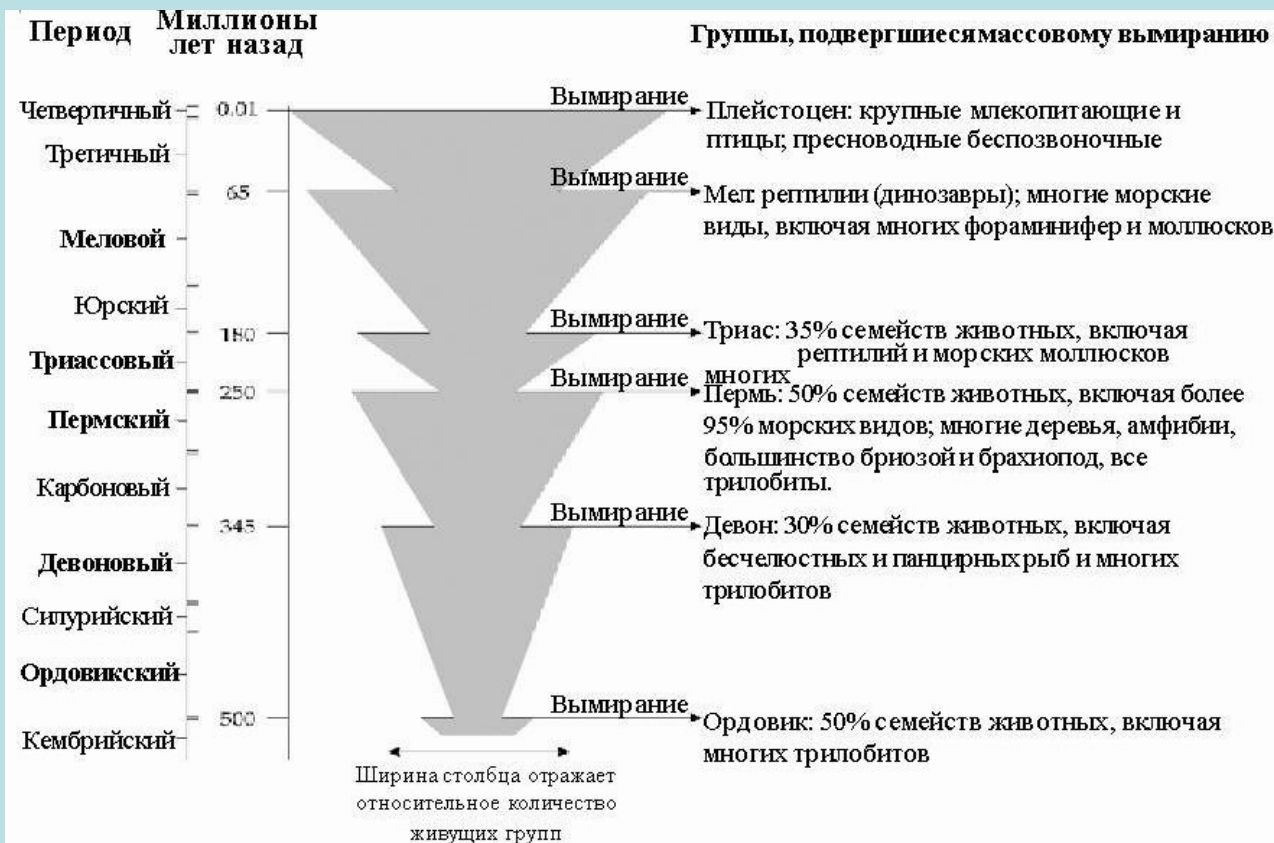 Период
Миллионы
лет назад
Группы, подвергшиеся массовому вымиранию
Четвертичный
0.01
Вымирание
Плейстоцен: крупные млекопитающие и
птицы; пресноводные беспозвоночные
Третичный
65
Вымирание
Мел: рептилии (динозавры); многие морские
виды, включая многих фораминифер и моллюсков
Меловой
Юрский
180
Вымирание
Триас: 35% семейств животных, включая
рептилий и морских моллюсков
многих
Триассовый
250
Вымирание
Пермь: 50% семейств животных, включая более
95% морских видов; многие деревья, амфибии,
большинство бриозой и брахиопод, все
трилобиты.
Пермский
Карбоновый
345
Вымирание
Девон: 30% семейств животных, включая
бесчелюстных и панцирных рыб и многих
трилобитов
Девоновый
Силурийский
Ордовикский
500
Вымирание
Ордовик: 50% семейств животных, включая
многих трилобитов
Кембрийский
Ширина столбца отражает
относительное количество
живущих групп